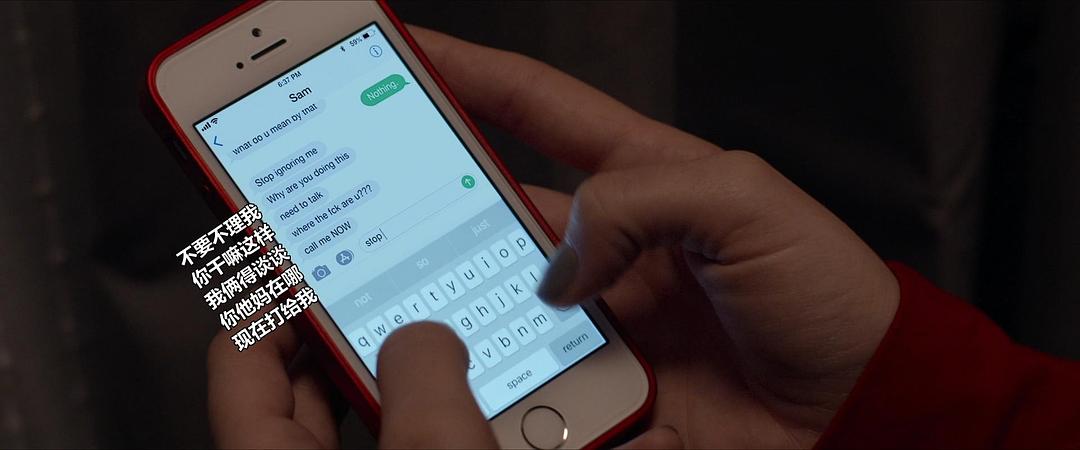 59%
6:37 PM
Sam
Nothing.
what do u mean by that
Stop ignoring me
Why are you doing this
need to talk
where the fck are u???
call me NOW
stop
不要不理我
你干嘛这样
我俩得谈谈
你他妈在哪
现在打给我
not so just
q w e r t y u i o p
g h j k l
c v b n m
space return